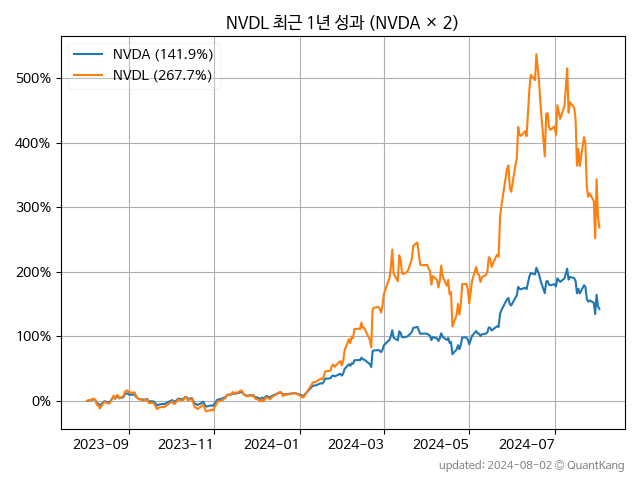 NVDL 최근 1년 성과 (NVDA × 2)
NVDA (141.9%)
NVDL (267.7%)
500%
400%
300%
200%
100%
0%
2023-09 2023-11 2024-01 2024-03 2024-05 2024-07
updated: 2024-08-02 © QuantKang